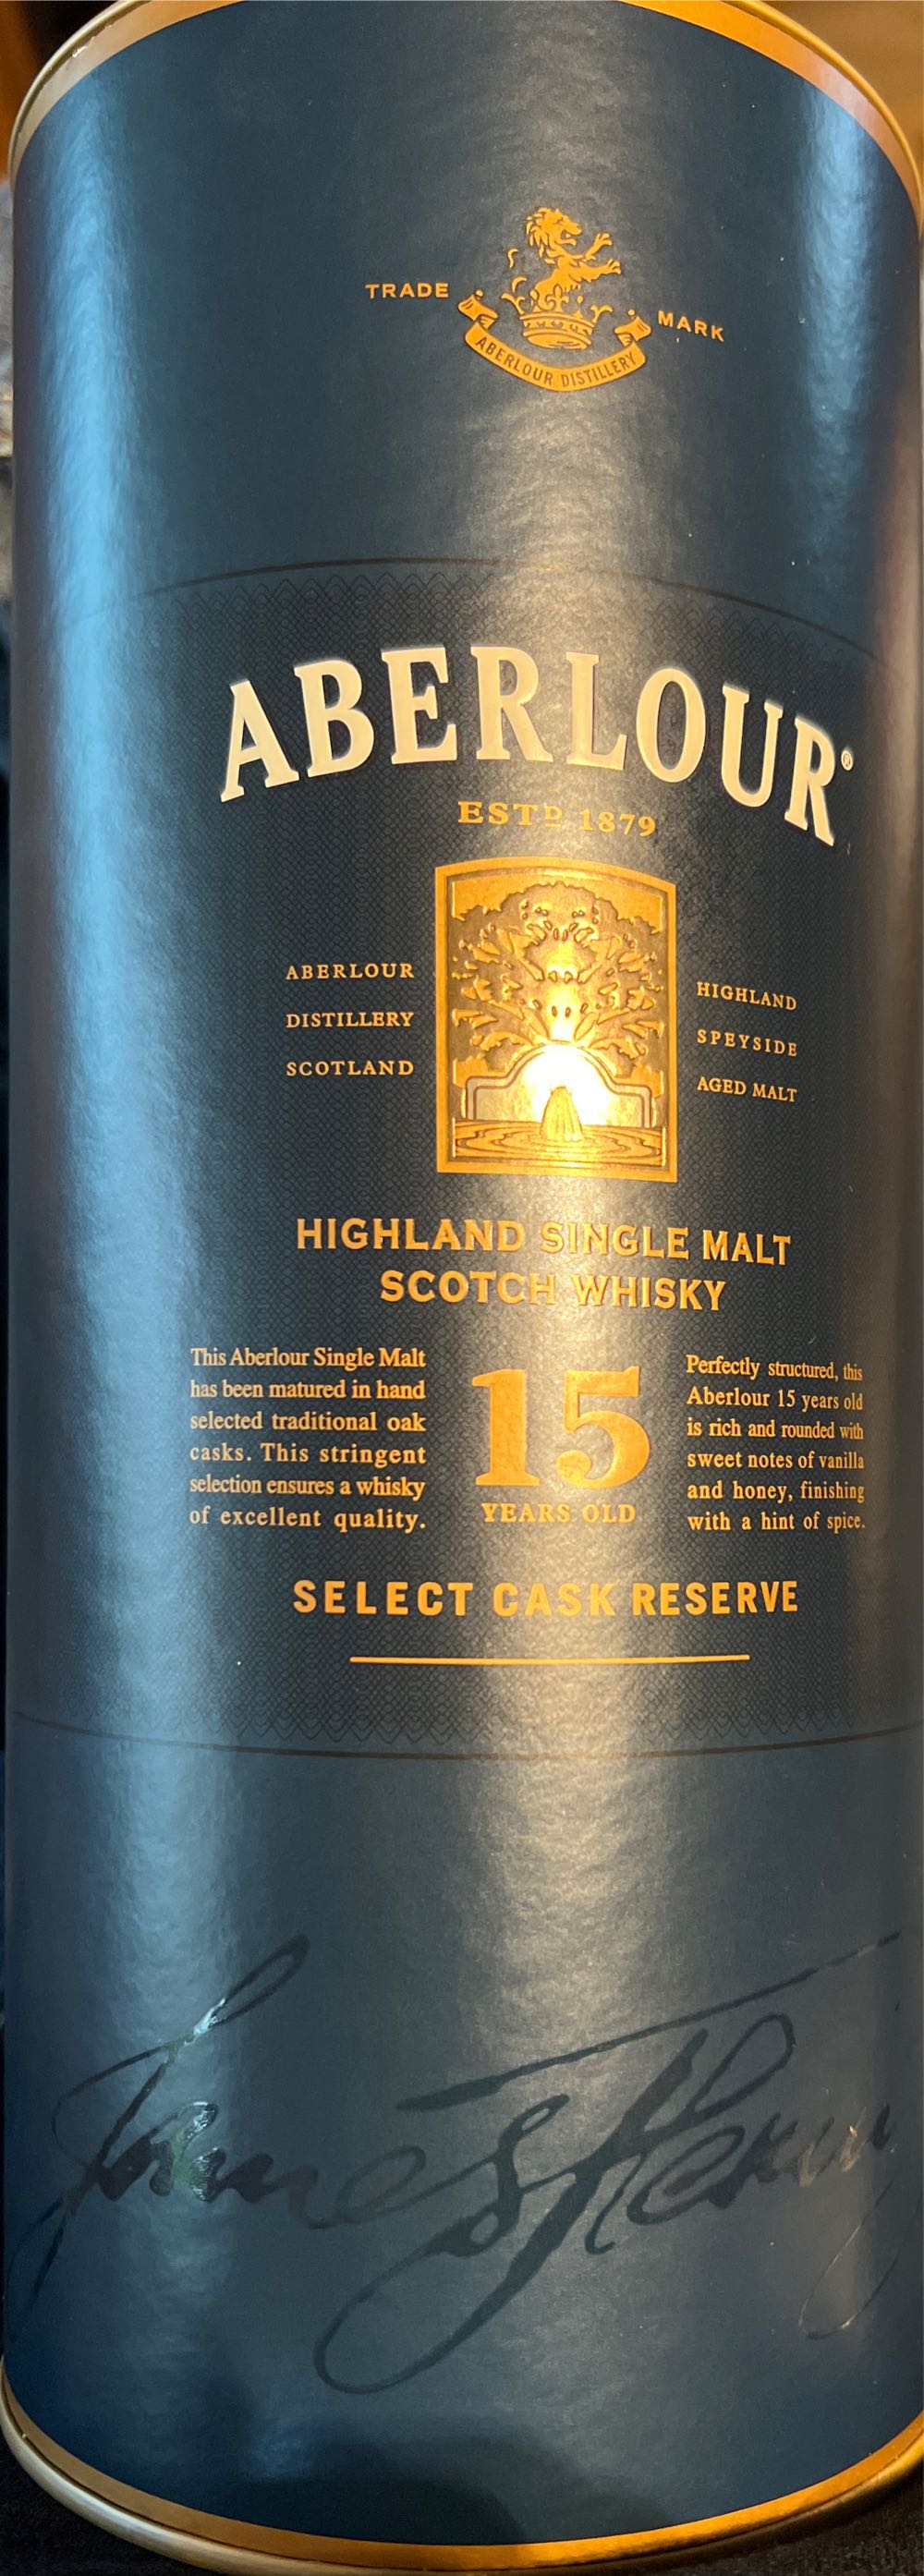 TRADE MARK
ABERLOUR DISTILLERY
ABERLOUR®
ESTD 1879
ABERLOUR
DISTILLERY
SCOTLAND
HIGHLAND
SPEYSIDE
AGED MALT
HIGHLAND SINGLE MALT
SCOTCH WHISKY
This Aberlour Single Malt
has been matured in hand
selected traditional oak
casks. This stringent
selection ensures a whisky
of excellent quality.
15
YEARS OLD
Perfectly structured, this
Aberlour 15 years old
is rich and rounded with
sweet notes of vanilla
and honey, finishing
with a hint of spice.
SELECT CASK RESERVE
James Fleming